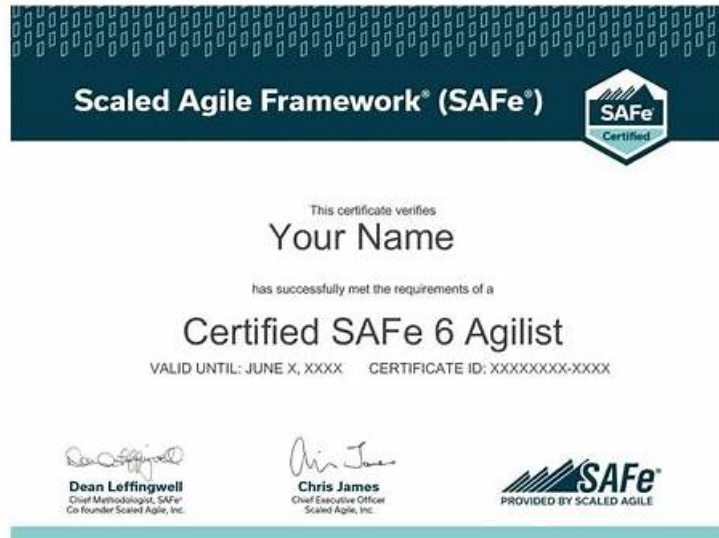 Scaled Agile Framework® (SAFe®)
SAFe®
Certified
This certificate verifies
Your Name
has successfully met the requirements of a
Certified SAFe 6 Agilist
VALID UNTIL: JUNE X, XXXX CERTIFICATE ID: XXXXXXXX-XXXX
Dean Leffingwell
Chief Methodologist, SAFe®
Co founder Scaled Agile, Inc.
Chris James
Chief Executive Officer
Scaled Agile, Inc.
SAFe®
PROVIDED BY SCALED AGILE